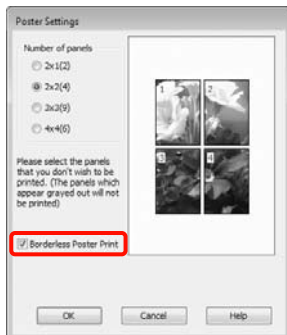 Poster Settings
Number of panels
2x1(2)
2x2(4)
3x3(9)
4x4(6)
1
2
3
4
Please select the panels
that you don't wish to be
printed. (The panels which
appear grayed out will not
be printed)
Borderless Poster Print
OK
Cancel
Help